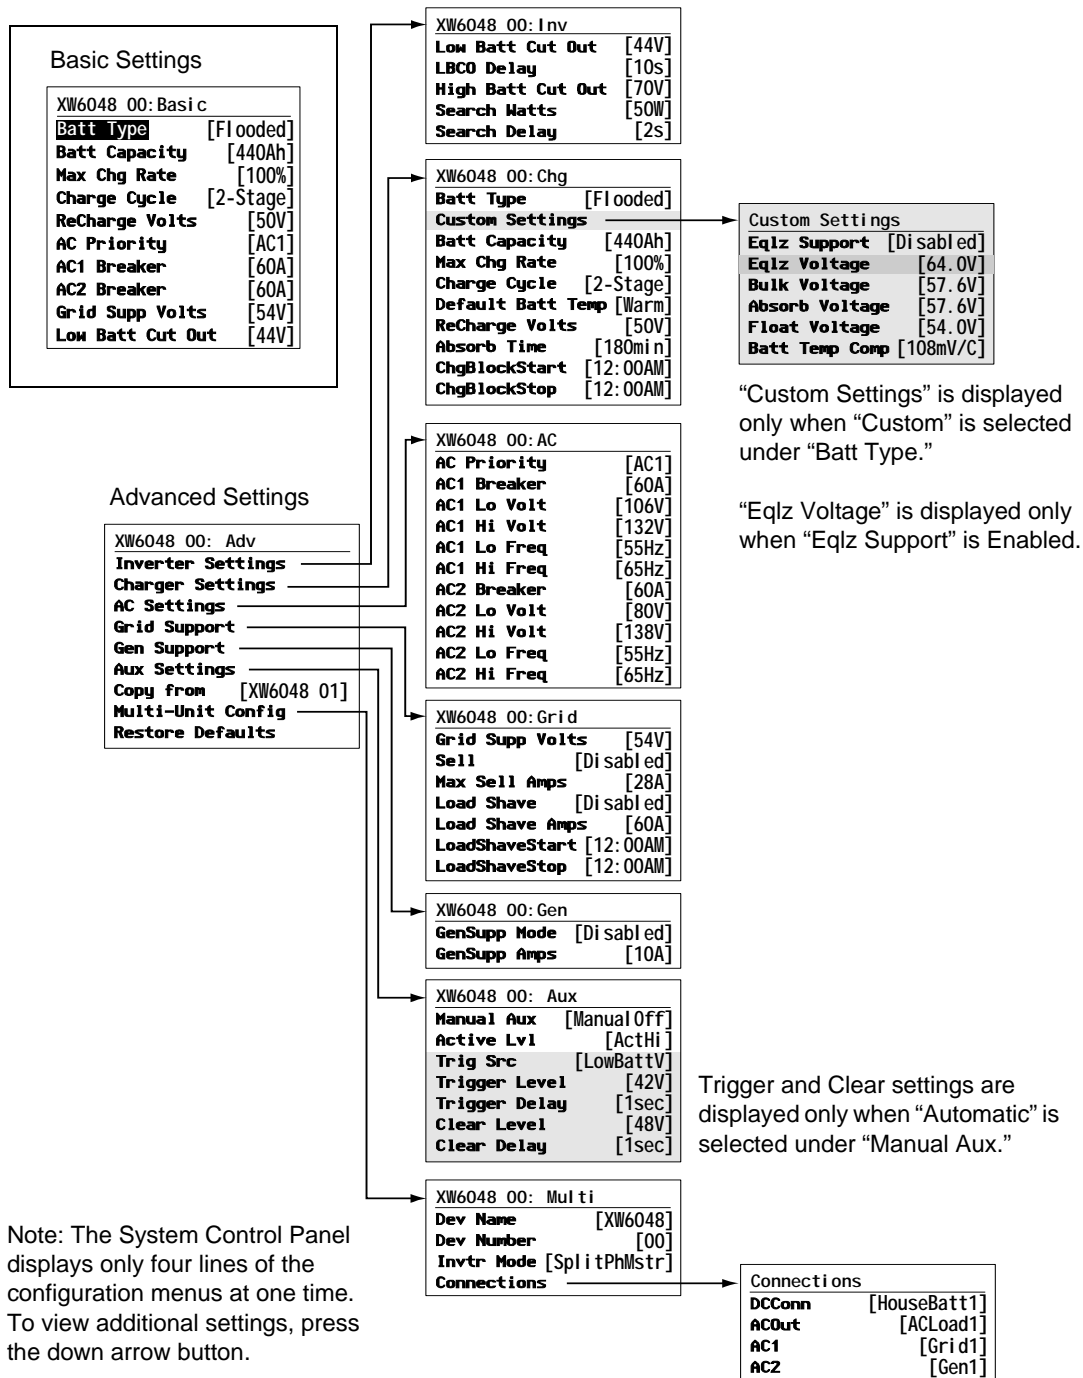 Basic Settings
XW6048 00:Basic
Batt Type [Flooded]
Batt Capacity [440Ah]
Max Chg Rate [100%]
Charge Cycle [2-Stage]
ReCharge Volts [50V]
AC Priority [AC1]
AC1 Breaker [60A]
AC2 Breaker [60A]
Grid Supp Volts [54V]
Low Batt Cut Out [44V]
Advanced Settings
XW6048 00: Adv
Inverter Settings
Charger Settings
AC Settings
Grid Support
Gen Support
Aux Settings
Copy from [XW6048 01]
Multi-Unit Config
Restore Defaults
XW6048 00:Inv
Low Batt Cut Out [44V]
LBCO Delay [10s]
High Batt Cut Out [70V]
Search Watts [50W]
Search Delay [2s]
XW6048 00:Chg
Batt Type [Flooded]
Custom Settings
Batt Capacity [440Ah]
Max Chg Rate [100%]
Charge Cycle [2-Stage]
Default Batt Temp [Warm]
ReCharge Volts [50V]
Absorb Time [180min]
ChgBlockStart [12:00AM]
ChgBlockStop [12:00AM]
Custom Settings
Eqlz Support [Disabled]
Eqlz Voltage [64.0V]
Bulk Voltage [57.6V]
Absorb Voltage [57.6V]
Float Voltage [54.0V]
Batt Temp Comp [108mV/C]
“Custom Settings” is displayed
only when “Custom” is selected
under “Batt Type.”
“Eqlz Voltage” is displayed only
when “Eqlz Support” is Enabled.
XW6048 00:AC
AC Priority [AC1]
AC1 Breaker [60A]
AC1 Lo Volt [106V]
AC1 Hi Volt [132V]
AC1 Lo Freq [55Hz]
AC1 Hi Freq [65Hz]
AC2 Breaker [60A]
AC2 Lo Volt [80V]
AC2 Hi Volt [138V]
AC2 Lo Freq [55Hz]
AC2 Hi Freq [65Hz]
XW6048 00:Grid
Grid Supp Volts [54V]
Sell [Disabled]
Max Sell Amps [28A]
Load Shave [Disabled]
Load Shave Amps [60A]
LoadShaveStart [12:00AM]
LoadShaveStop [12:00AM]
XW6048 00:Gen
GenSupp Mode [Disabled]
GenSupp Amps [10A]
XW6048 00: Aux
Manual Aux [ManualOff]
Active Lvl [ActHi]
Trig Src [LowBattV]
Trigger Level [42V]
Trigger Delay [1sec]
Clear Level [48V]
Clear Delay [1sec]
Trigger and Clear settings are
displayed only when “Automatic” is
selected under “Manual Aux.”
XW6048 00: Multi
Dev Name [XW6048]
Dev Number [00]
Invtr Mode [SplitPhMstr]
Connections
Connections
DCConn [HouseBatt1]
ACOut [ACLoad1]
AC1 [Grid1]
AC2 [Gen1]
Note: The System Control Panel
displays only four lines of the
configuration menus at one time.
To view additional settings, press
the down arrow button.